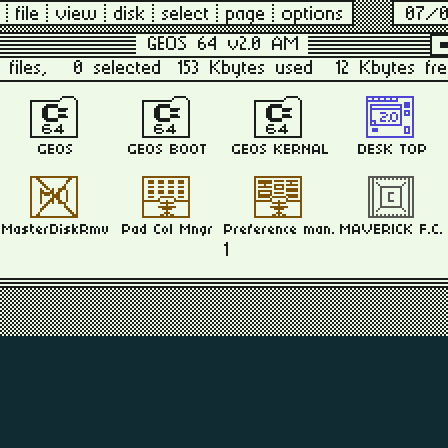 file view disk select page options 07/0
GEOS 64 v2.0 AM
files, 0 selected 153 Kbytes used 12 Kbytes fre
C 64 C 64 C 64 2.0
GEOS GEOS BOOT GEOS KERNAL DESK TOP
C
MasterDiskRmv Pad Col Mngr Preference man. MAVERICK F.C.
1